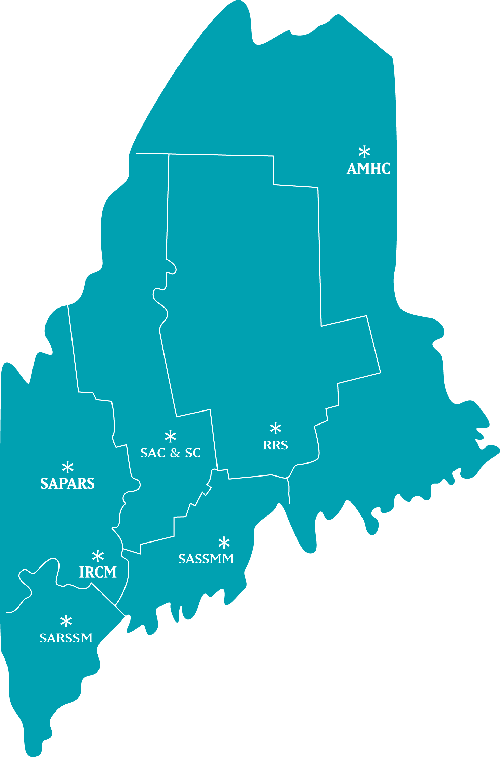 *
AMHC
*
RRS
*
SAC & SC
*
SAPARS
*
SASSMM
*
IRCM
*
SARSSM